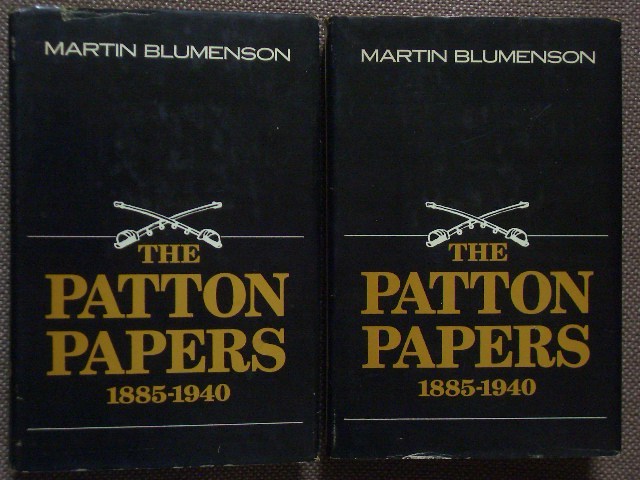 MARTIN BLUMENSON
THE
PATTON
PAPERS
1885-1940
MARTIN BLUMENSON
THE
PATTON
PAPERS
1885-1940